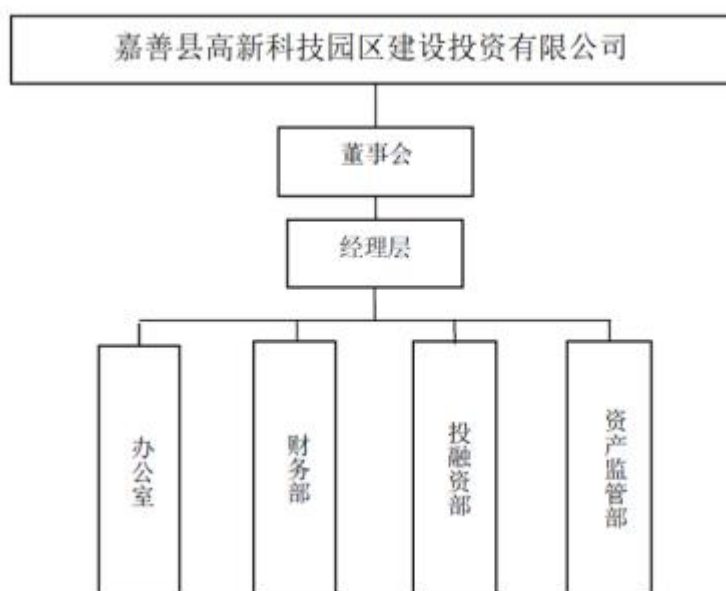 嘉善县高新科技园区建设投资有限公司
董事会
经理层
办公室
财务部
投融资部
资产监管部